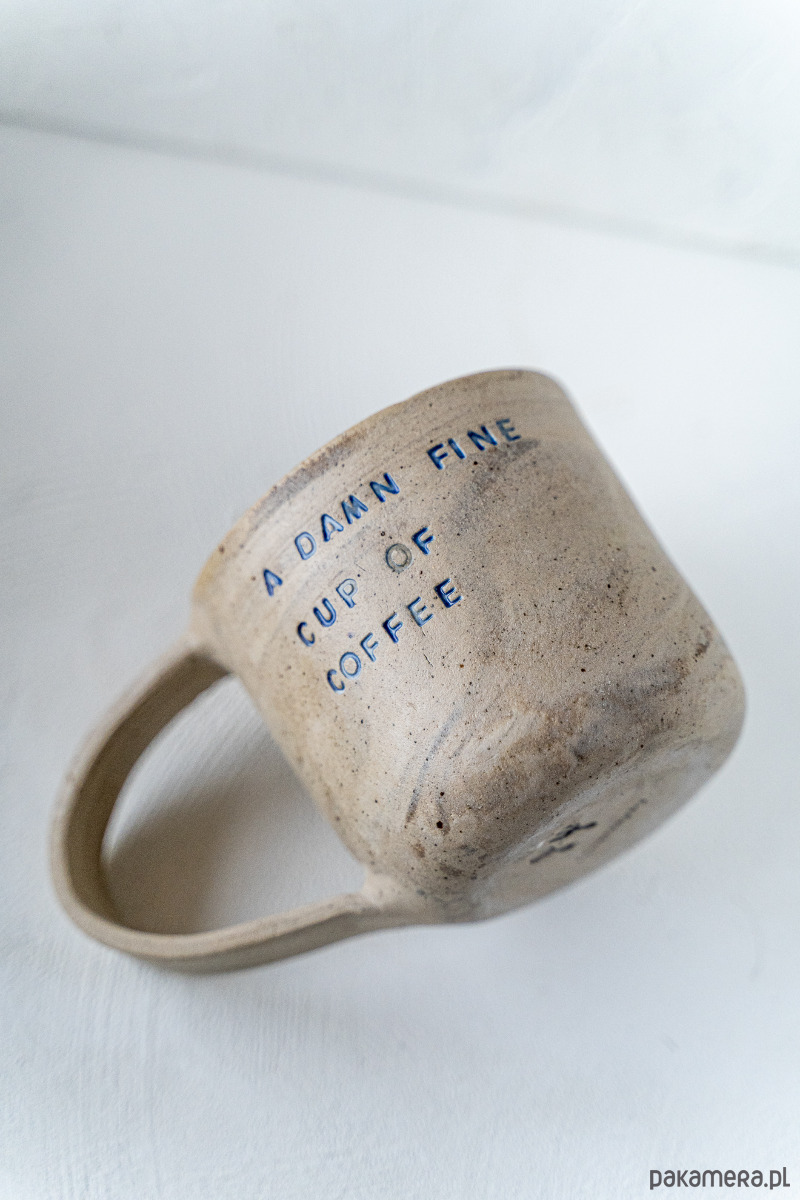 A DAMN FINE
CUP OF
COFFEE
pakamera.pl